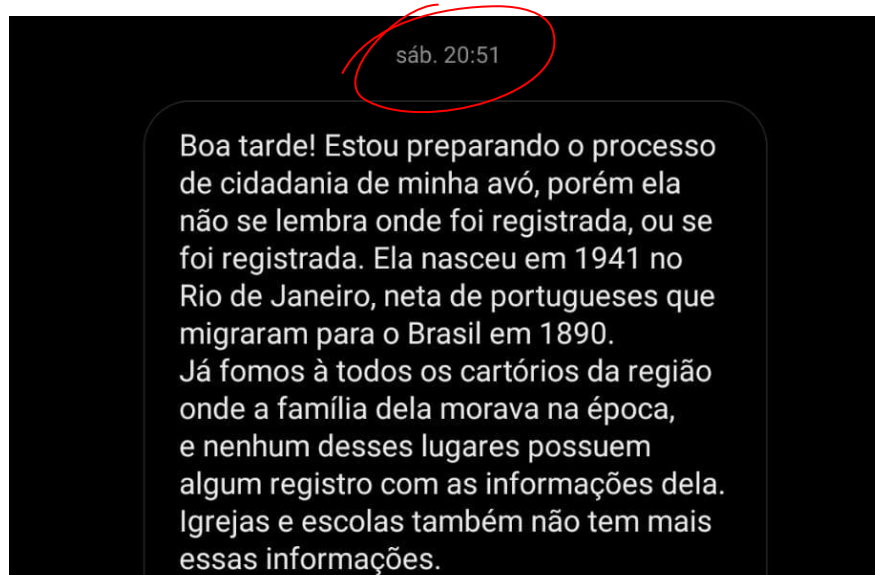 sáb. 20:51
Boa tarde! Estou preparando o processo
de cidadania de minha avó, porém ela
não se lembra onde foi registrada, ou se
foi registrada. Ela nasceu em 1941 no
Rio de Janeiro, neta de portugueses que
migraram para o Brasil em 1890.
Já fomos à todos os cartórios da região
onde a família dela morava na época,
e nenhum desses lugares possuem
algum registro com as informações dela.
Igrejas e escolas também não tem mais
essas informações.